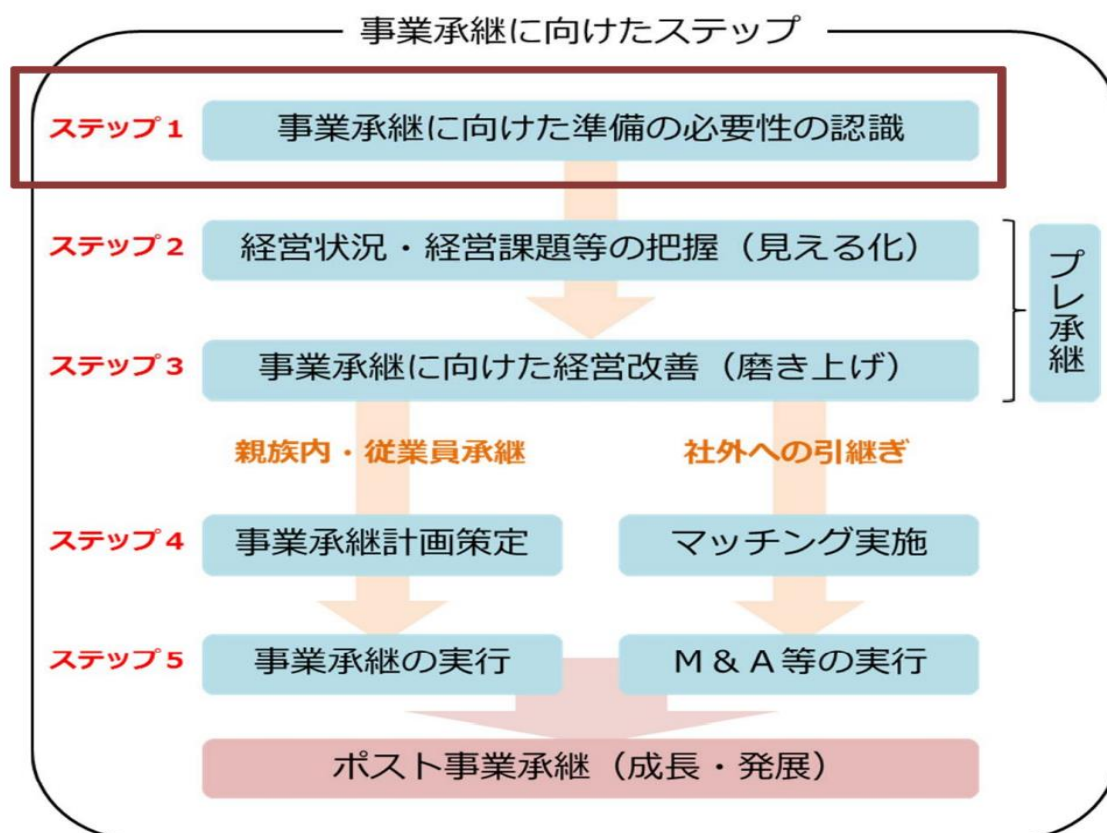 事業承継に向けたステップ
ステップ1
事業承継に向けた準備の必要性の認識
ステップ2
経営状況・経営課題等の把握（見える化）
プレ承継
ステップ3
事業承継に向けた経営改善（磨き上げ）
親族内・従業員承継
社外への引継ぎ
ステップ4
事業承継計画策定
マッチング実施
ステップ5
事業承継の実行
M＆A等の実行
ポスト事業承継（成長・発展）